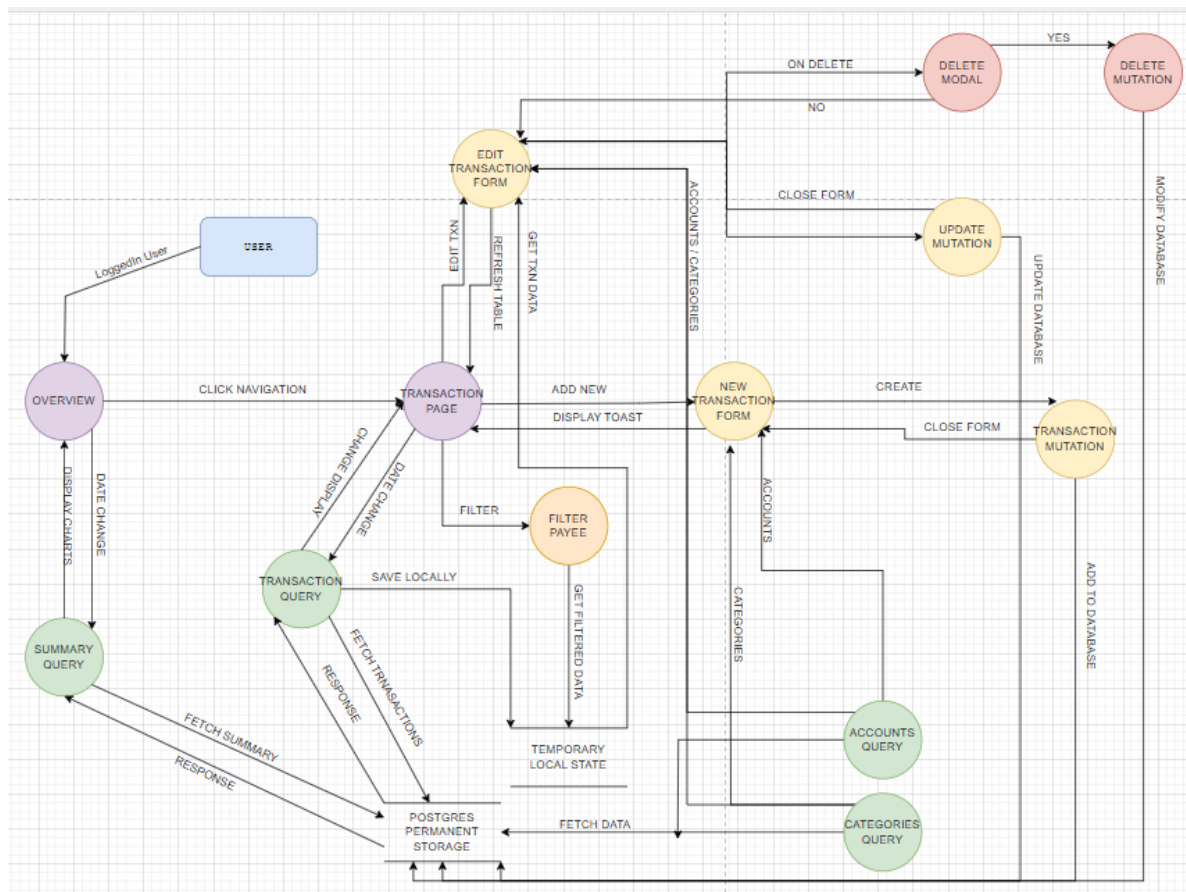 YES
ON DELETE
DELETE
MODAL
DELETE
MUTATION
NO
EDIT
TRANSACTION
FORM
ACCOUNTS / CATEGORIES
MODIFY DATABASE
CLOSE FORM
USER
LoggedIn User
EDIT TXN
REFRESH TABLE
GET TXN DATA
UPDATE
MUTATION
UPDATE DATABASE
OVERVIEW
CLICK NAVIGATION
TRANSACTION
PAGE
ADD NEW
DISPLAY TOAST
NEW
TRANSACTION
FORM
CREATE
CLOSE FORM
TRANSACTION
MUTATION
DISPLAY CHARTS
DATE CHANGE
CHANGE DISPLAY
DATE CHANGE
FILTER
FILTER
PAYEE
ACCOUNTS
TRANSACTION
QUERY
SAVE LOCALLY
GET FILTERED DATA
CATEGORIES
ADD TO DATABASE
SUMMARY
QUERY
FETCH TRNASACTIONS
RESPONSE
FETCH SUMMARY
RESPONSE
TEMPORARY
LOCAL STATE
ACCOUNTS
QUERY
POSTGRES
PERMANENT
STORAGE
FETCH DATA
CATEGORIES
QUERY